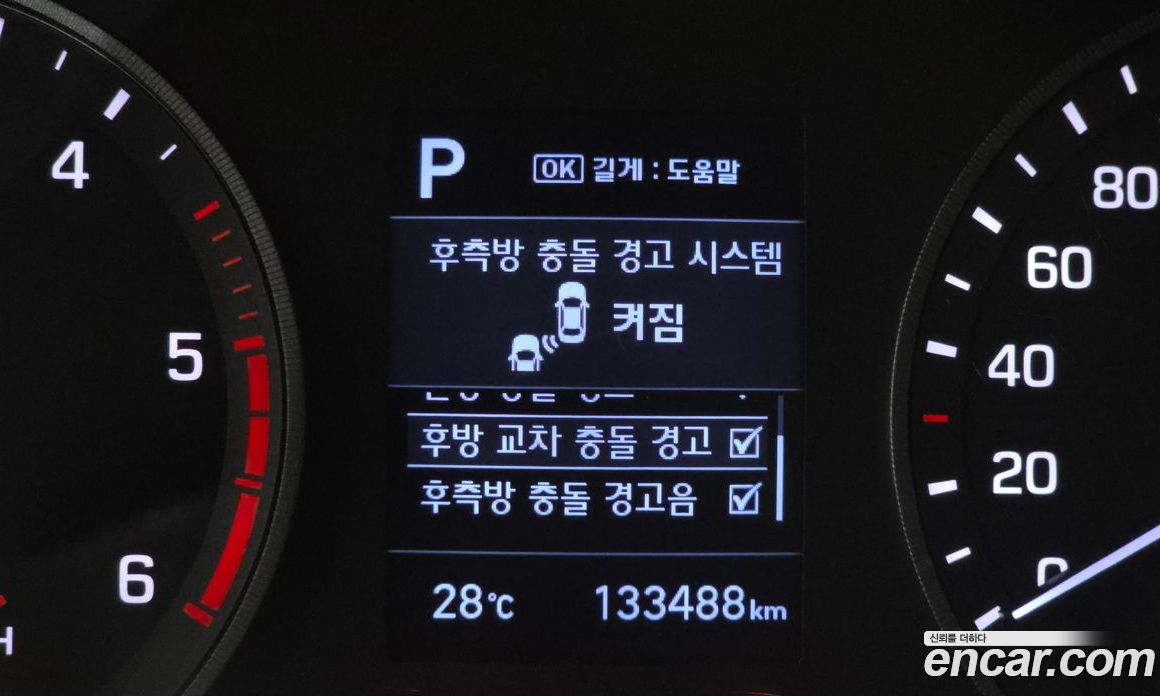 P
OK 길게 : 도움말
후측방 충돌 경고 시스템
켜짐
후방 교차 충돌 경고
후측방 충돌 경고음
28℃ 133488km
4
5
6
H
80
60
40
20
0
신뢰를 더하다
encar.com